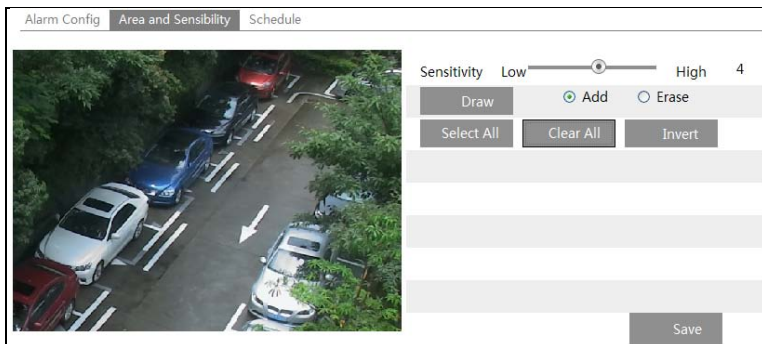 Alarm Config Area and Sensibility Schedule
Sensitivity Low High 4
Draw Add Erase
Select All Clear All Invert
Save